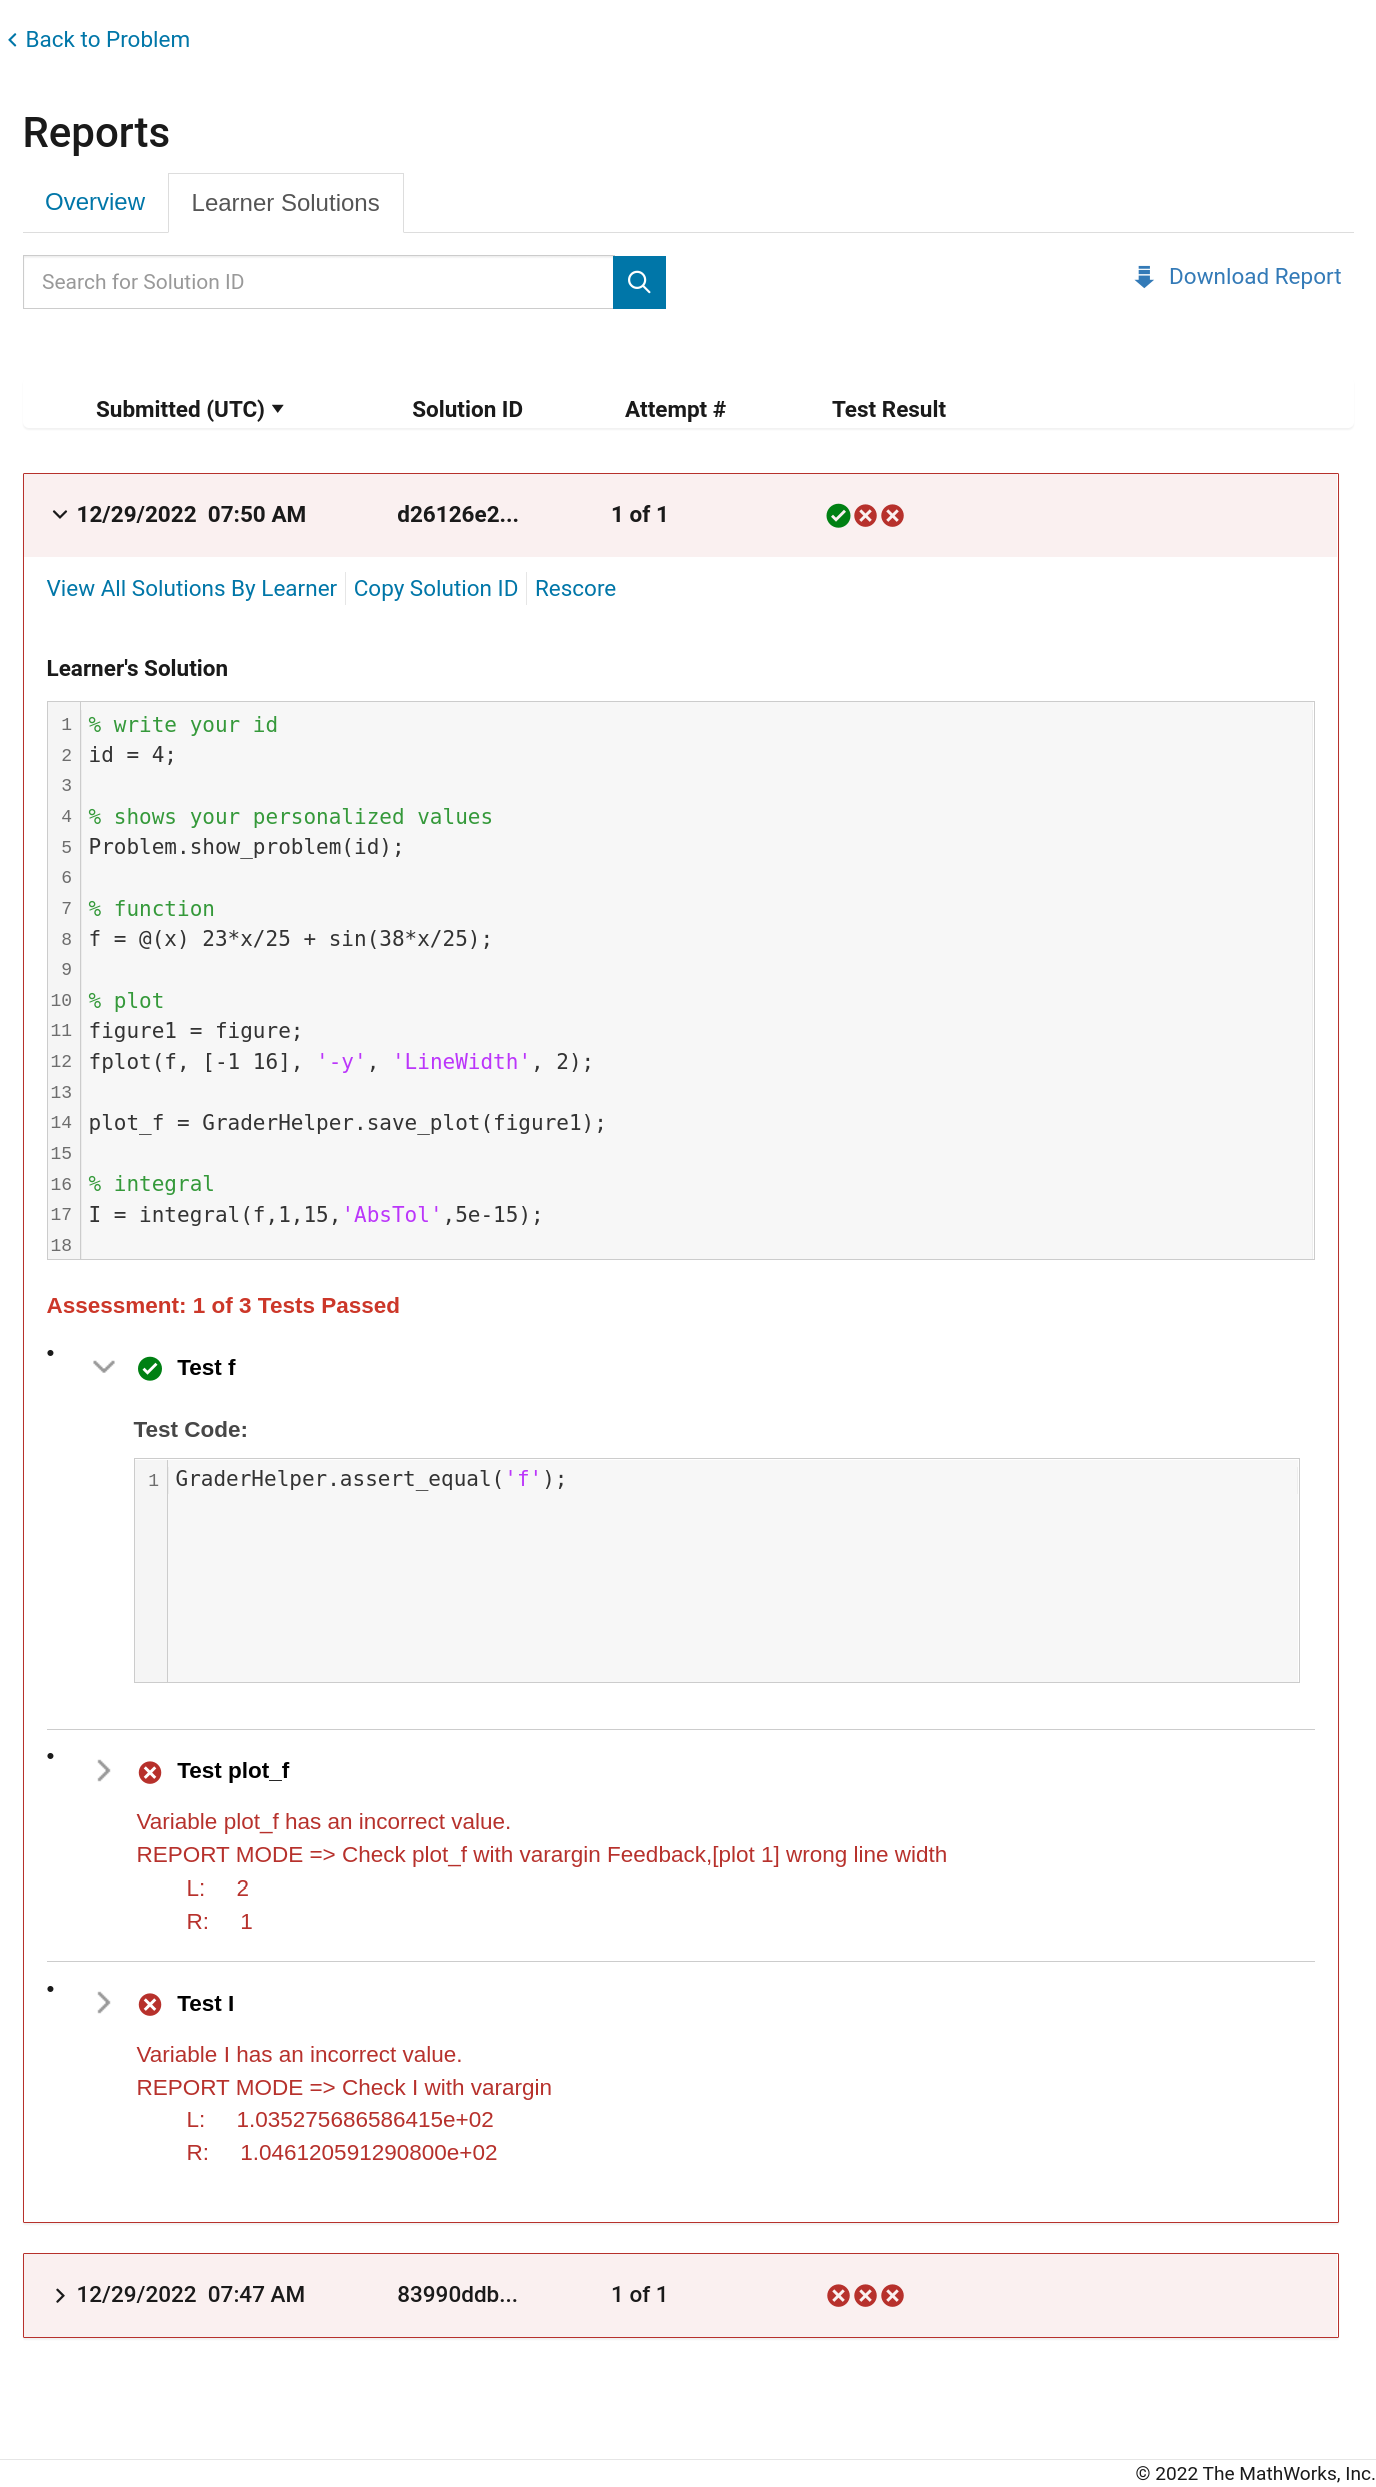 Back to Problem
Reports
Overview
Learner Solutions
Search for Solution ID
Download Report
Submitted (UTC) Solution ID Attempt # Test Result
12/29/2022 07:50 AM d26126e2... 1 of 1
View All Solutions By Learner Copy Solution ID Rescore
Learner's Solution
1 % write your id
2 id = 4;
3
4 % shows your personalized values
5 Problem.show_problem(id);
6
7 % function
8 f = @(x) 23*x/25 + sin(38*x/25);
9
10 % plot
11 figure1 = figure;
12 fplot(f, [-1 16], '-y', 'LineWidth', 2);
13
14 plot_f = GraderHelper.save_plot(figure1);
15
16 % integral
17 I = integral(f,1,15,'AbsTol',5e-15);
18
Assessment: 1 of 3 Tests Passed
• Test f
Test Code:
1 GraderHelper.assert_equal('f');
• Test plot_f
Variable plot_f has an incorrect value.
REPORT MODE => Check plot_f with varargin Feedback,[plot 1] wrong line width
L: 2
R: 1
• Test I
Variable I has an incorrect value.
REPORT MODE => Check I with varargin
L: 1.035275686586415e+02
R: 1.046120591290800e+02
12/29/2022 07:47 AM 83990ddb... 1 of 1
© 2022 The MathWorks, Inc.